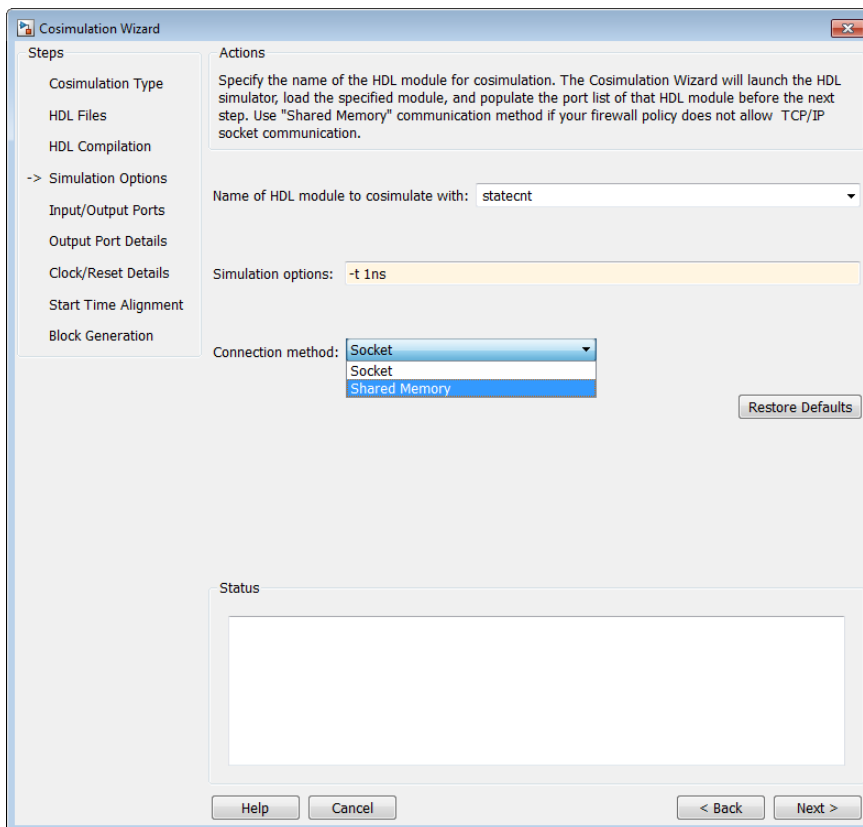 Cosimulation Wizard
Steps
Cosimulation Type
HDL Files
HDL Compilation
-> Simulation Options
Input/Output Ports
Output Port Details
Clock/Reset Details
Start Time Alignment
Block Generation
Actions
Specify the name of the HDL module for cosimulation. The Cosimulation Wizard will launch the HDL
simulator, load the specified module, and populate the port list of that HDL module before the next
step. Use "Shared Memory" communication method if your firewall policy does not allow TCP/IP
socket communication.
Name of HDL module to cosimulate with: statecnt
Simulation options: -t 1ns
Connection method: Socket
Socket
Shared Memory
Restore Defaults
Status
Help Cancel < Back Next >